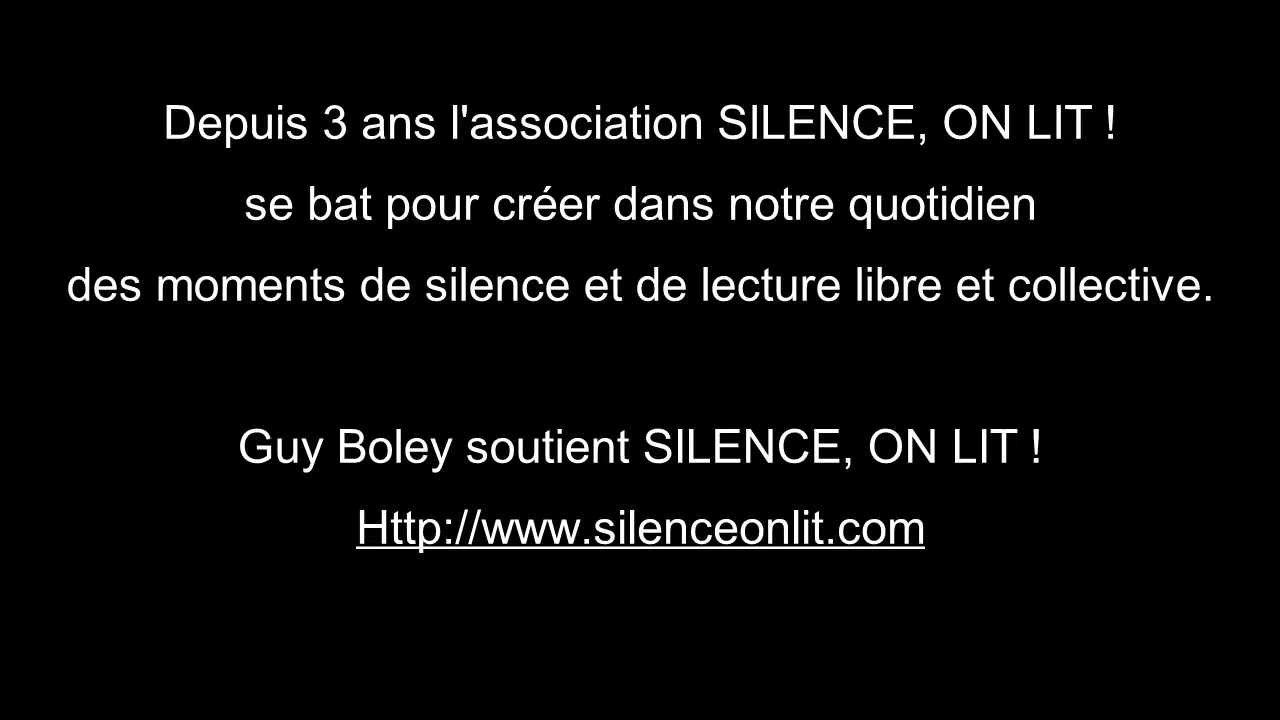 Depuis 3 ans l'association SILENCE, ON LIT !
se bat pour créer dans notre quotidien
des moments de silence et de lecture libre et collective.
Guy Boley soutient SILENCE, ON LIT !
Http://www.silenceonlit.com